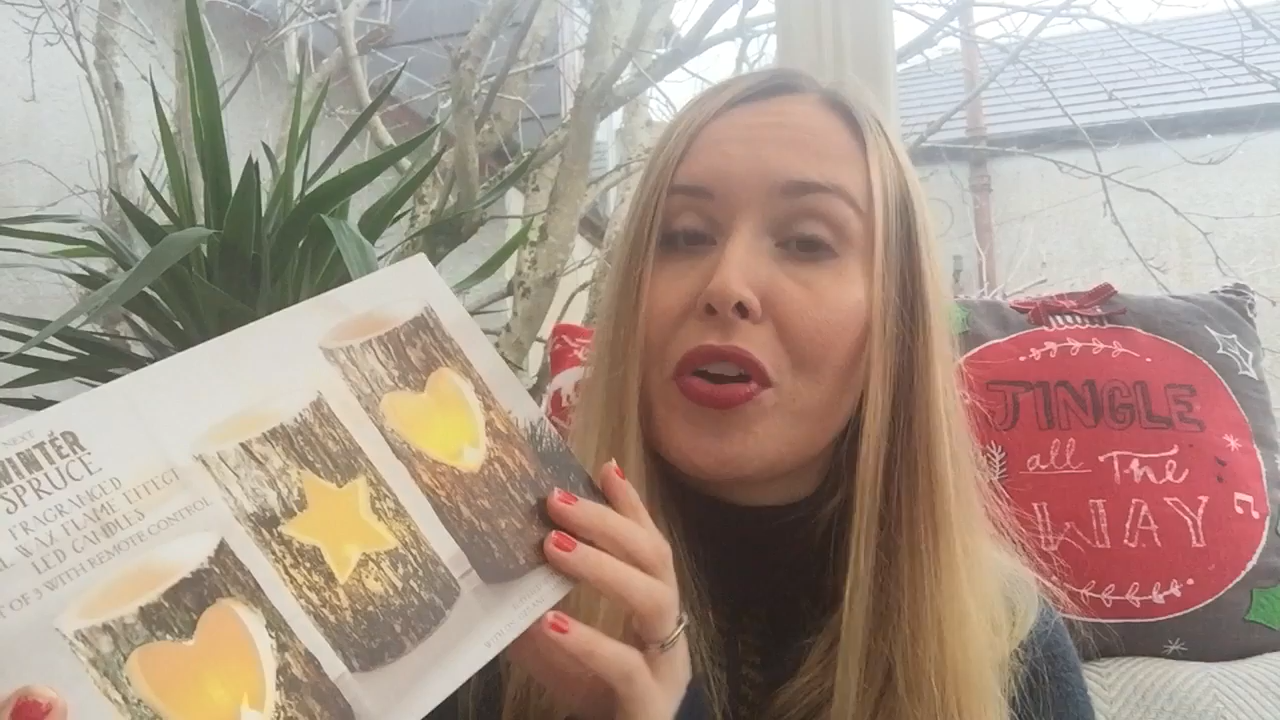 NEXT
WINTER
SPRUCE
FRAGRANCED
WAX FLAME EFFECT
LED CANDLES
OF 3 WITH REMOTE CONTROL
JINGLE
all The
WAY